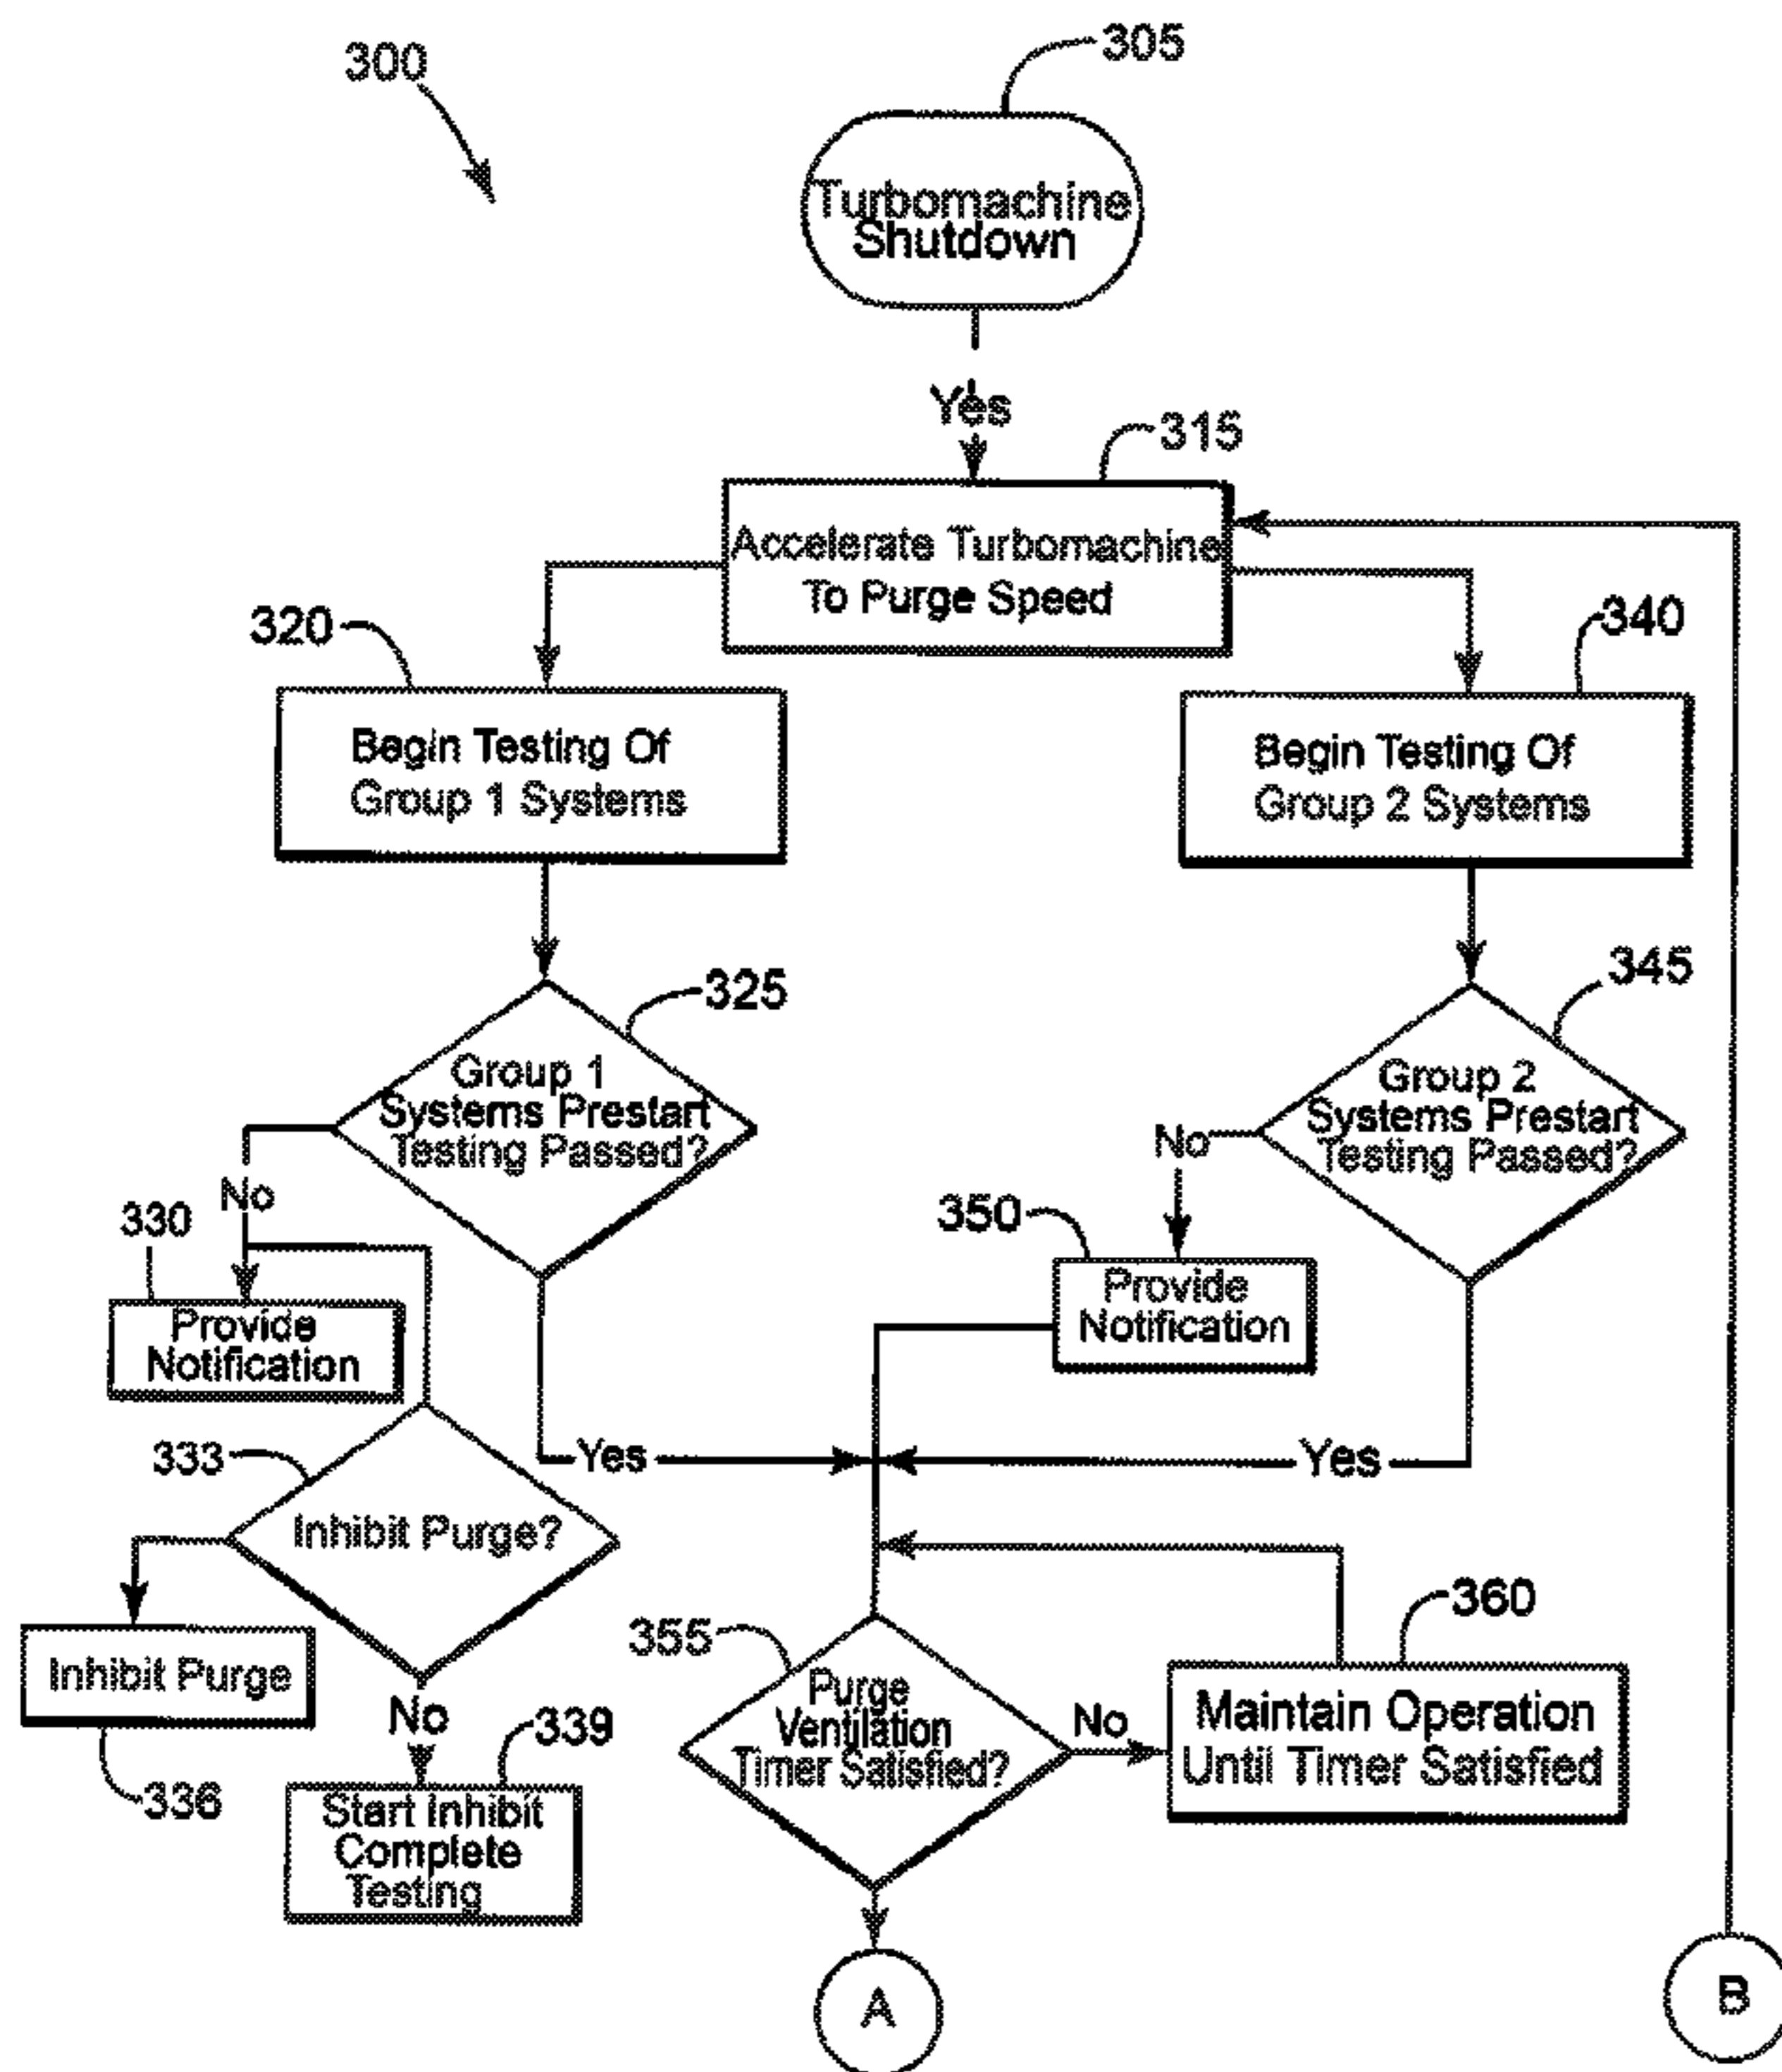 300
305
Turbomachine
Shutdown
Yes
315
Accelerate Turbomachine
To Purge Speed
320
340
Begin Testing Of
Group 1 Systems
Begin Testing Of
Group 2 Systems
325
345
Group 1
Systems Prestart
Testing Passed?
Group 2
Systems Prestart
Testing Passed?
No
No
330
350
Provide
Notification
Provide
Notification
333
Yes
Yes
Inhibit Purge?
355
360
Inhibit Purge
Purge
Ventilation
Timer Satisfied?
No
Maintain Operation
Until Timer Satisfied
336
No
339
Start Inhibit
Complete
Testing
A
B